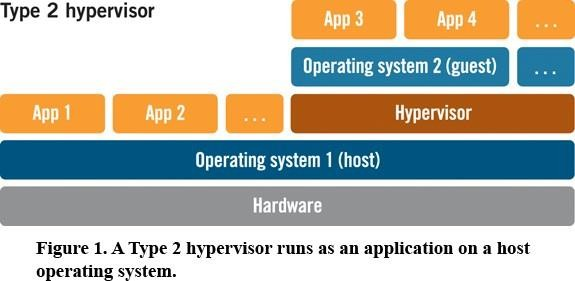 Type 2 hypervisor
App 3 App 4 ...
Operating system 2 (guest) ...
App 1 App 2 ... Hypervisor
Operating system 1 (host)
Hardware
Figure 1. A Type 2 hypervisor runs as an application on a host
operating system.